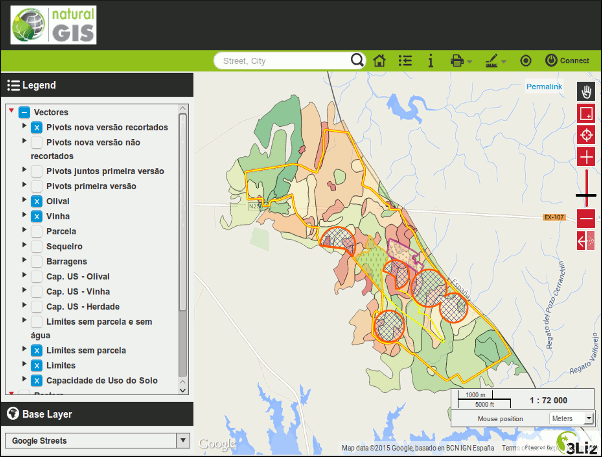 natural
GIS
Street, City
Connect
Legend
Vectores
Pivots nova versão recortados
Pivots nova versão não
recortados
Pivots juntos primeira versão
Pivots primeira versão
Olival
Vinha
Parcela
Sequeiro
Barragens
Cap. US - Olival
Cap. US - Vinha
Cap. US - Herdade
Limites sem parcela e sem
água
Limites sem parcela
Limites
Capacidade de Uso do Solo
Base Layer
Google Streets
Permalink
EX-107
Regato del Pozo Cerranchin
Regato Valtorejo
1000 m
5000 ft
1 : 72 000
Mouse position
Meters
Google
Map data ©2015 Google, basado en BCN IGN España
Powered by
3Liz